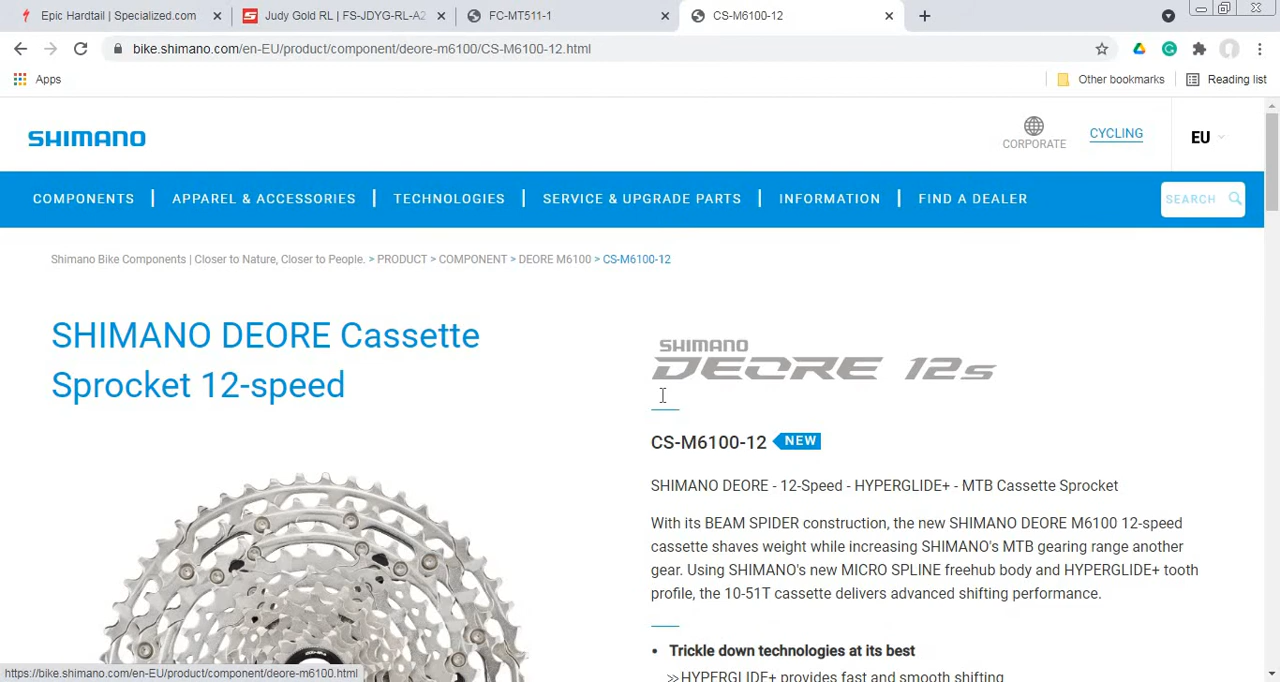 Epic Hardtail | Specialized.com
Judy Gold RL | FS-JDYG-RL-A2
FC-MT511-1
CS-M6100-12
bike.shimano.com/en-EU/product/component/deore-m6100/CS-M6100-12.html
Apps
Other bookmarks
Reading list
SHIMANO
CORPORATE
CYCLING
EU
COMPONENTS
APPAREL & ACCESSORIES
TECHNOLOGIES
SERVICE & UPGRADE PARTS
INFORMATION
FIND A DEALER
SEARCH
Shimano Bike Components | Closer to Nature, Closer to People. > PRODUCT > COMPONENT > DEORE M6100 > CS-M6100-12
SHIMANO DEORE Cassette
Sprocket 12-speed
SHIMANO
DEORE 12s
CS-M6100-12 NEW
SHIMANO DEORE - 12-Speed - HYPERGLIDE+ - MTB Cassette Sprocket
With its BEAM SPIDER construction, the new SHIMANO DEORE M6100 12-speed
cassette shaves weight while increasing SHIMANO's MTB gearing range another
gear. Using SHIMANO's new MICRO SPLINE freehub body and HYPERGLIDE+ tooth
profile, the 10-51T cassette delivers advanced shifting performance.
• Trickle down technologies at its best
≫HYPERGLIDE+ provides fast and smooth shifting
https://bike.shimano.com/en-EU/product/component/deore-m6100.html